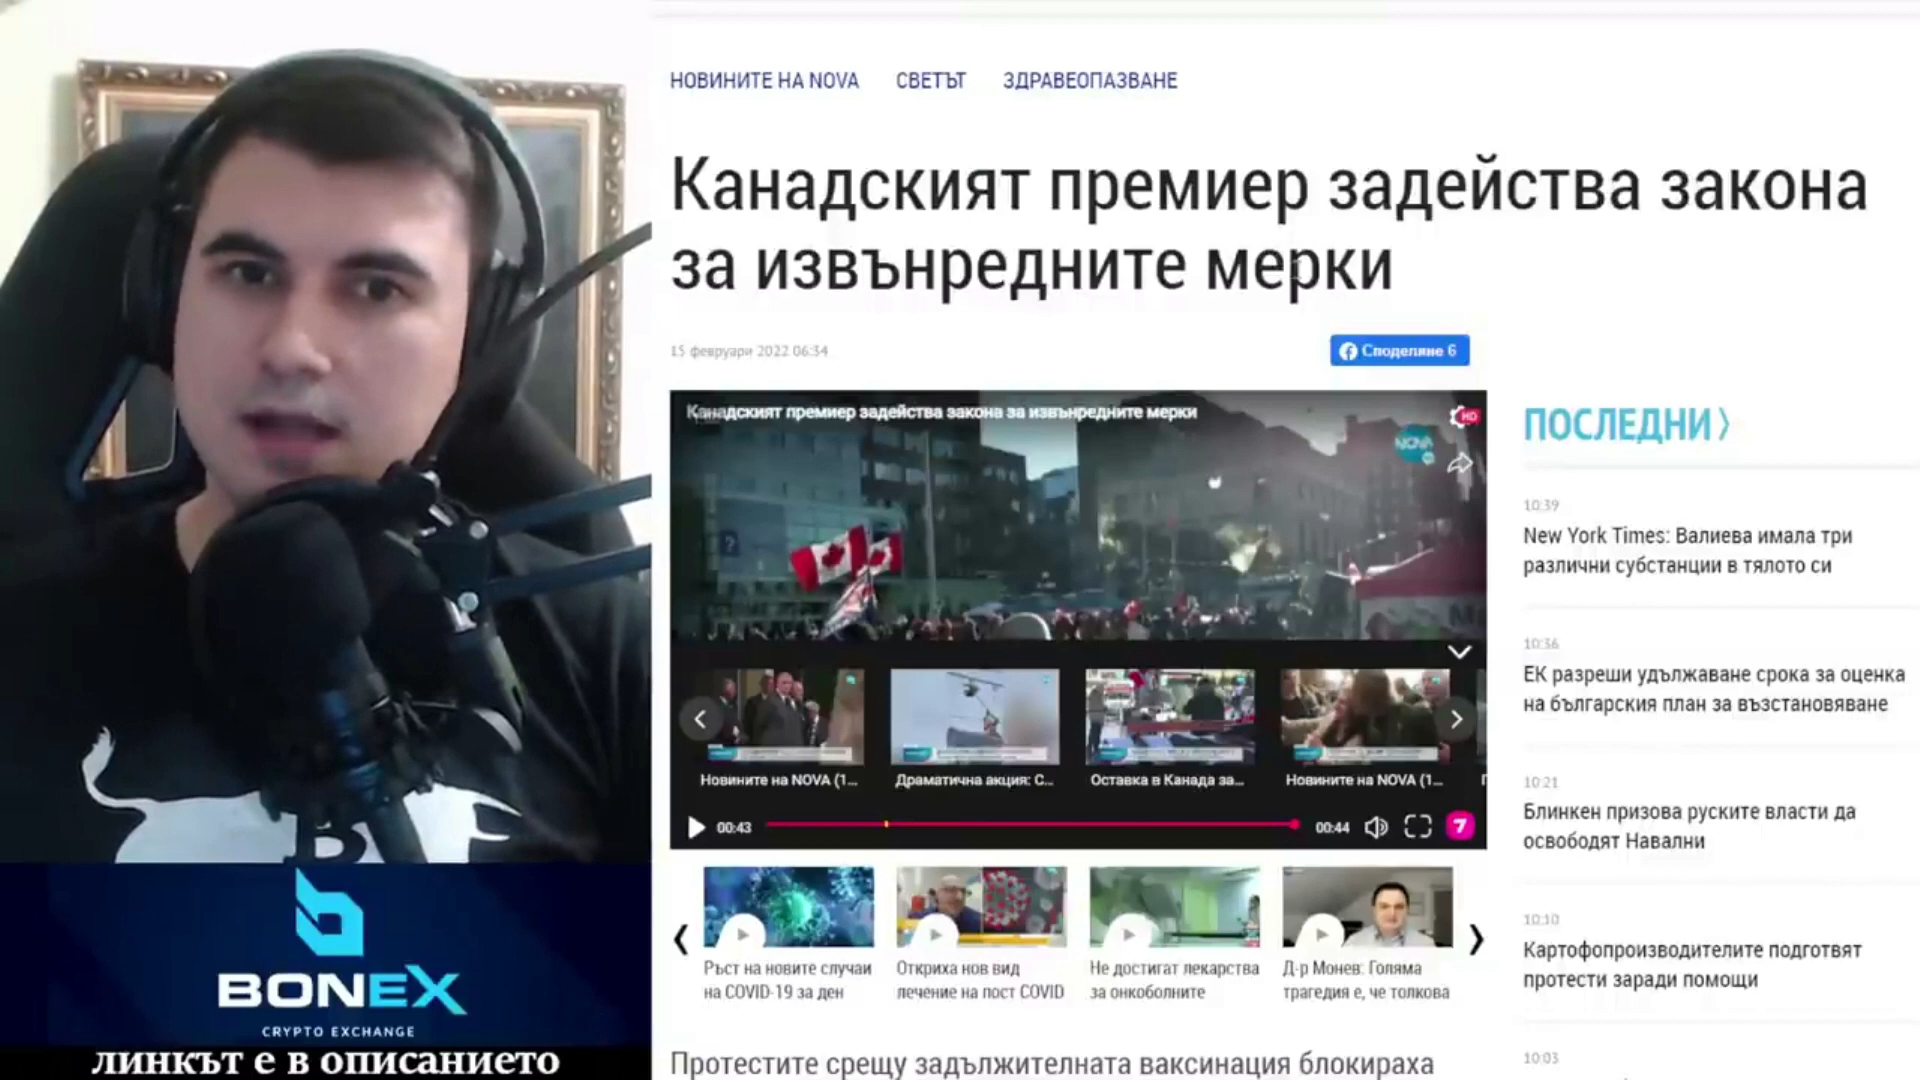 НОВИНИТЕ НА NOVA СВЕТЪТ ЗДРАВЕОПАЗВАНЕ
Канадският премиер задейства закона
за извънредните мерки
15 февруари 2022 06:34
Споделяне 6
Канадският премиер задейства закона за извънредните мерки
HD
NOVA
?
Новините на NOVA (1...
Драматична акция: С...
Оставка в Канада за...
Новините на NOVA (1...
00:43
00:44
7
Ръст на новите случаи
на COVID-19 за ден
Откриха нов вид
лечение на пост COVID
Не достигат лекарства
за онкоболните
Д-р Монев: Голяма
трагедия е, че толкова
Протестите срещу задължителната ваксинация блокираха
ПОСЛЕДНИ
10:39
New York Times: Валиева имала три
различни субстанции в тялото си
10:36
ЕК разреши удължаване срока за оценка
на българския план за възстановяване
10:21
Блинкен призова руските власти да
освободят Навални
10:10
Картофопроизводителите подготвят
протести заради помощи
10:03
B
BONEX
CRYPTO EXCHANGE
линкът е в описанието